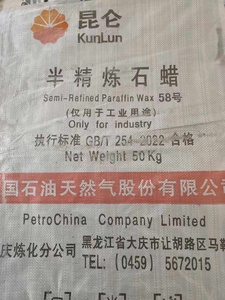 昆仑
KunLun
半精炼石蜡
Semi-Refined Paraffin Wax 58号
(仅用于工业用途)
Only for industry
执行标准 GB/T 254-2022 合格
Net Weight 50Kg
国石油天然气股份有限公司
PetroChina Company Limited
庆炼化分公司 黑龙江省大庆市让胡路区马鞍
TEL: (0459) 5672015